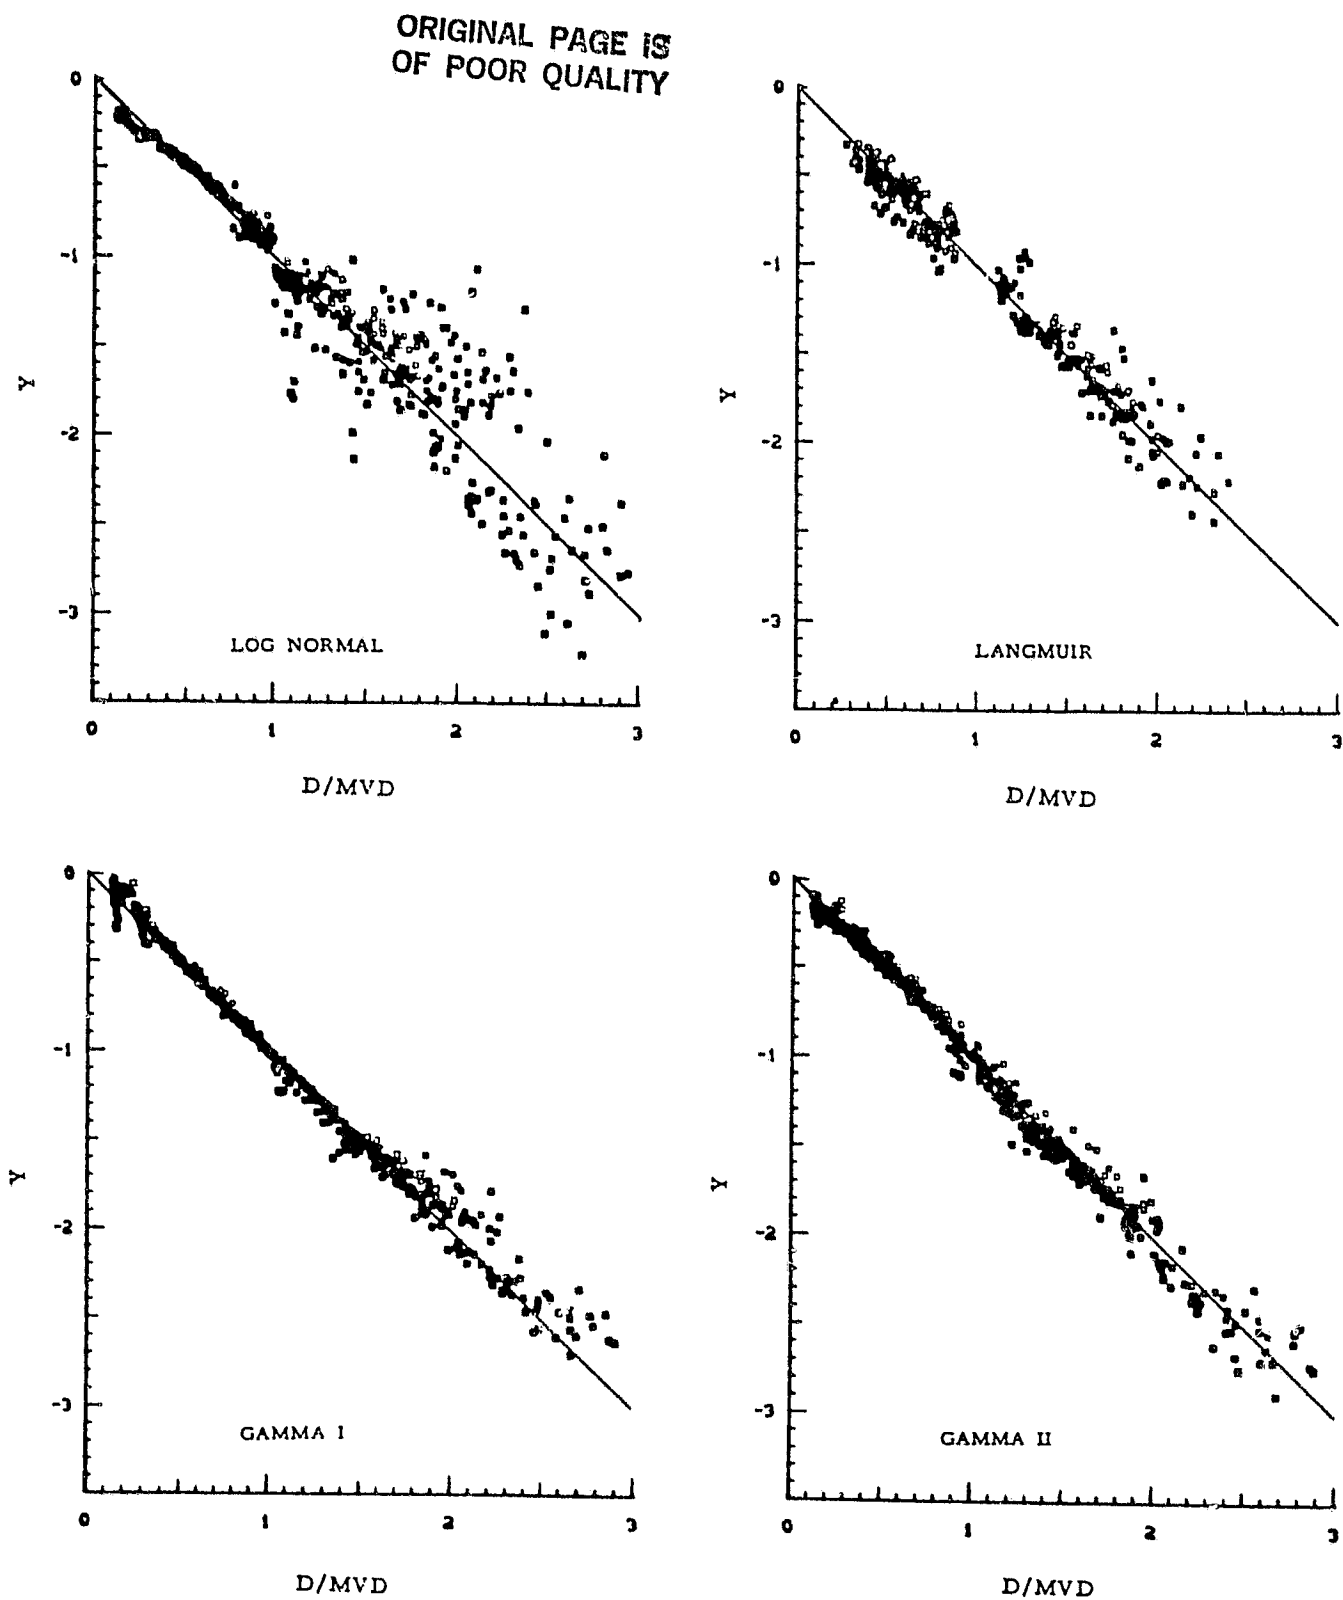 ORIGINAL PAGE IS
OF POOR QUALITY
0
-1
-2
-3
Y
LOG NORMAL
0 1 2 3
D/MVD
0
-1
-2
-3
Y
LANGMUIR
0 1 2 3
D/MVD
0
-1
-2
-3
Y
GAMMA I
0 1 2 3
D/MVD
0
-1
-2
-3
Y
GAMMA II
0 1 2 3
D/MVD